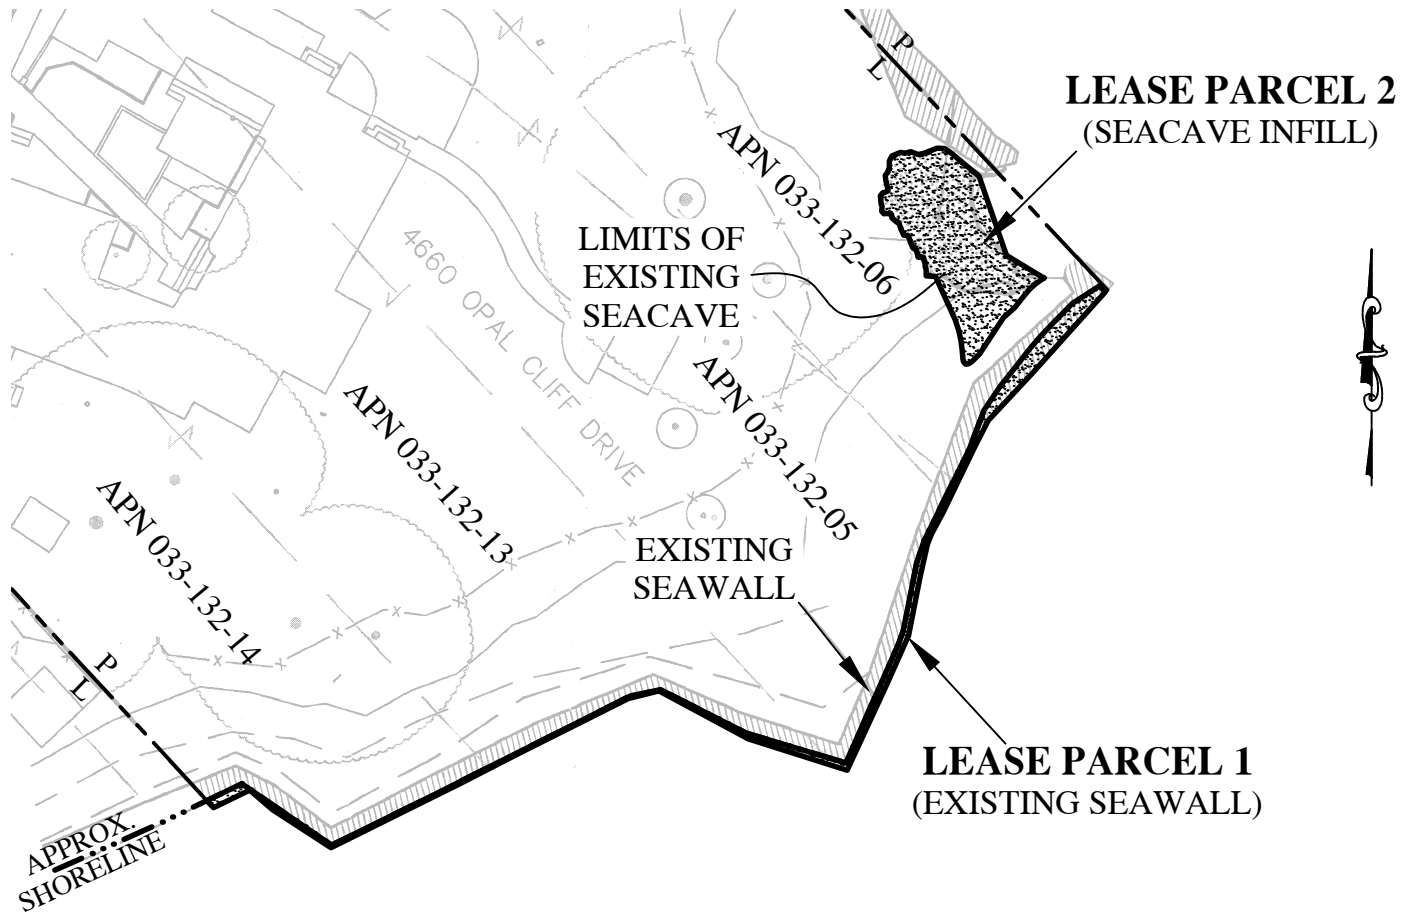 P
L
LEASE PARCEL 2
(SEACAVE INFILL)
APN 033-132-06
LIMITS OF
EXISTING
SEACAVE
4660 OPAL CLIFF DRIVE
APN 033-132-05
APN 033-132-13
APN 033-132-14
EXISTING
SEAWALL
P
L
LEASE PARCEL 1
(EXISTING SEAWALL)
APPROX.
SHORELINE